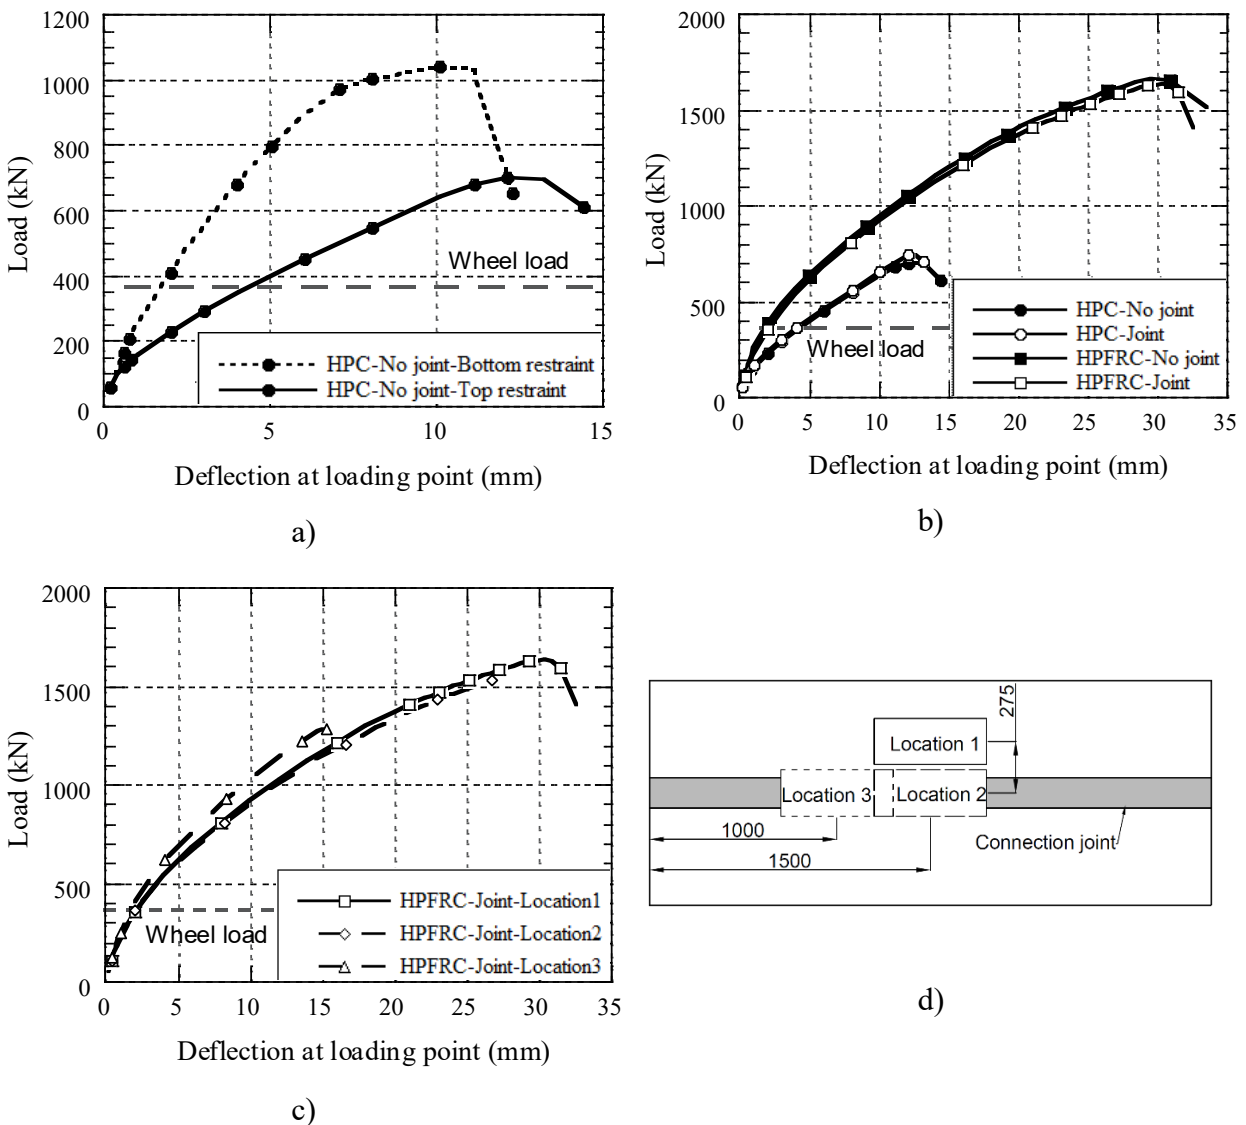 1200
1000
800
600
400
200
0
Load (kN)
Wheel load
HPC-No joint-Bottom restraint
HPC-No joint-Top restraint
0 5 10 15
Deflection at loading point (mm)
a)
2000
1500
1000
500
0
Load (kN)
Wheel load
HPC-No joint
HPC-Joint
HPFRC-No joint
HPFRC-Joint
0 5 10 15 20 25 30 35
Deflection at loading point (mm)
b)
2000
1500
1000
500
0
Load (kN)
Wheel load
HPFRC-Joint-Location1
HPFRC-Joint-Location2
HPFRC-Joint-Location3
0 5 10 15 20 25 30 35
Deflection at loading point (mm)
c)
275
Location 1
Location 3 Location 2
1000
Connection joint
1500
d)